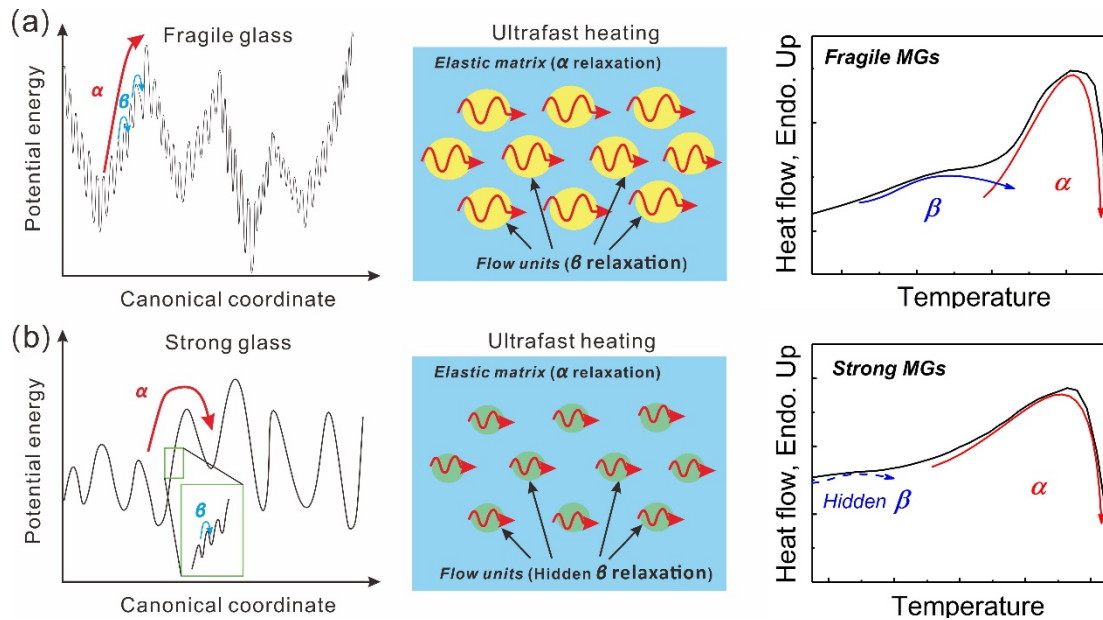 (a)
Fragile glass
Potential energy
α
β
Canonical coordinate
Ultrafast heating
Elastic matrix (α relaxation)
Flow units (β relaxation)
Heat flow, Endo. Up
Fragile MGs
β
α
Temperature
(b)
Strong glass
Potential energy
α
β
Canonical coordinate
Ultrafast heating
Elastic matrix (α relaxation)
Flow units (Hidden β relaxation)
Heat flow, Endo. Up
Strong MGs
Hidden β
α
Temperature